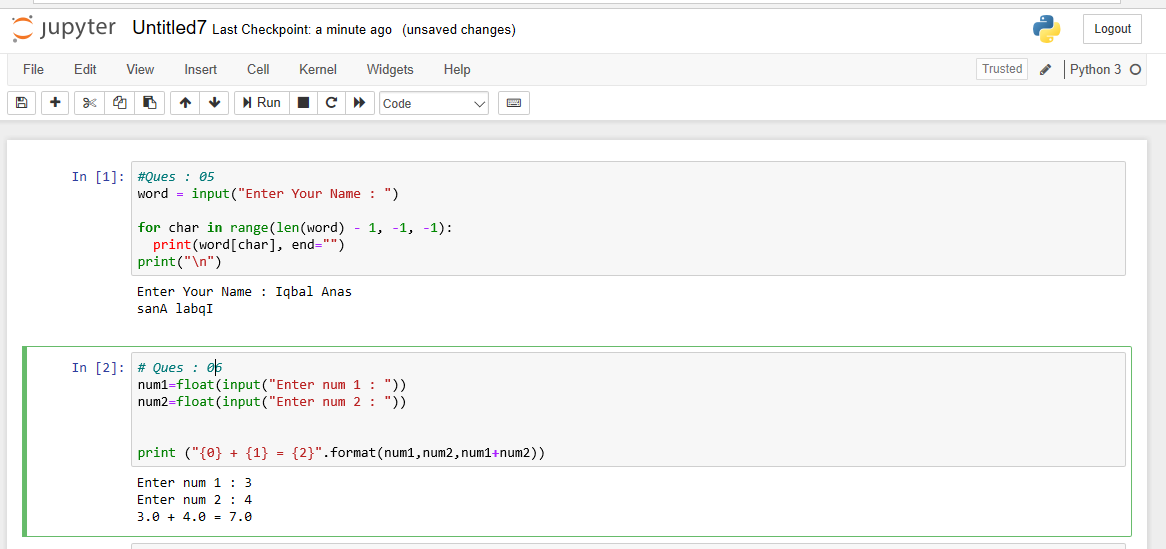 jupyter Untitled7 Last Checkpoint: a minute ago (unsaved changes) Logout
File Edit View Insert Cell Kernel Widgets Help Trusted Python 3
Run Code
In [1]: #Ques : 05
word = input("Enter Your Name : ")
for char in range(len(word) - 1, -1, -1):
  print(word[char], end="")
print("\n")
Enter Your Name : Iqbal Anas
sanA labqI
In [2]: # Ques : 06
num1=float(input("Enter num 1 : "))
num2=float(input("Enter num 2 : "))
print ("{0} + {1} = {2}".format(num1,num2,num1+num2))
Enter num 1 : 3
Enter num 2 : 4
3.0 + 4.0 = 7.0